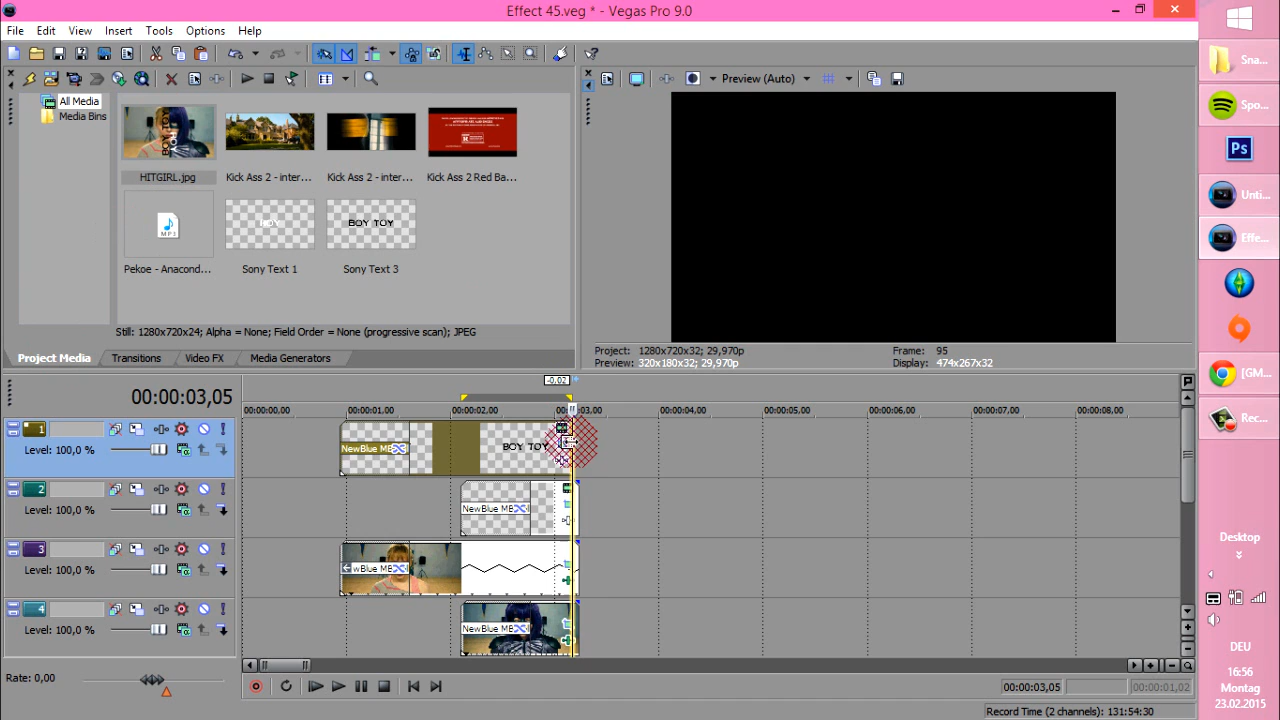 Effect 45.veg * - Vegas Pro 9.0
File Edit View Insert Tools Options Help
Preview (Auto)
All Media
Media Bins
HITGIRL.jpg
Kick Ass 2 - inter...
Kick Ass 2 - inter...
Kick Ass 2 Red Ba...
BOY TOY
Pekoe - Anacond...
Sony Text 1
Sony Text 3
Still: 1280x720x24; Alpha = None; Field Order = None (progressive scan); JPEG
Project Media Transitions Video FX Media Generators
Project: 1280x720x32; 29,970p
Frame: 95
Preview: 320x180x32; 29,970p
Display: 474x267x32
00:00:03,05
-0.02
00:00:00,00 00:00:01,00 00:00:02,00 00:00:03,00 00:00:04,00 00:00:05,00 00:00:06,00 00:00:07,00 00:00:08,00
1
Level: 100,0 %
NewBlue MB
BOY TOY
2
Level: 100,0 %
NewBlue MB
3
Level: 100,0 %
wBlue MB
4
Level: 100,0 %
NewBlue MB
Rate: 0,00
00:00:03,05
00:00:01,02
Record Time (2 channels): 131:54:30
Sna...
Spo...
Ps
Unti...
Effe...
[GM...
Rec...
Desktop
DEU
16:56
Montag
23.02.2015